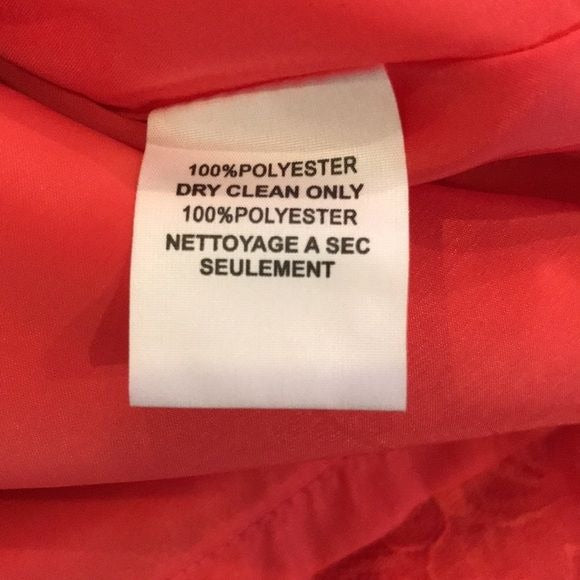 100%POLYESTER
DRY CLEAN ONLY
100%POLYESTER
NETTOYAGE A SEC
SEULEMENT